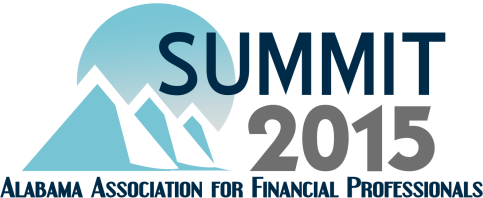 SUMMIT
2015
ALABAMA ASSOCIATION FOR FINANCIAL PROFESSIONALS